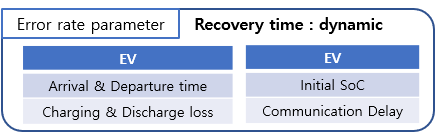 Error rate parameter
Recovery time : dynamic
EV
Arrival & Departure time
Charging & Discharge loss
EV
Initial SoC
Communication Delay